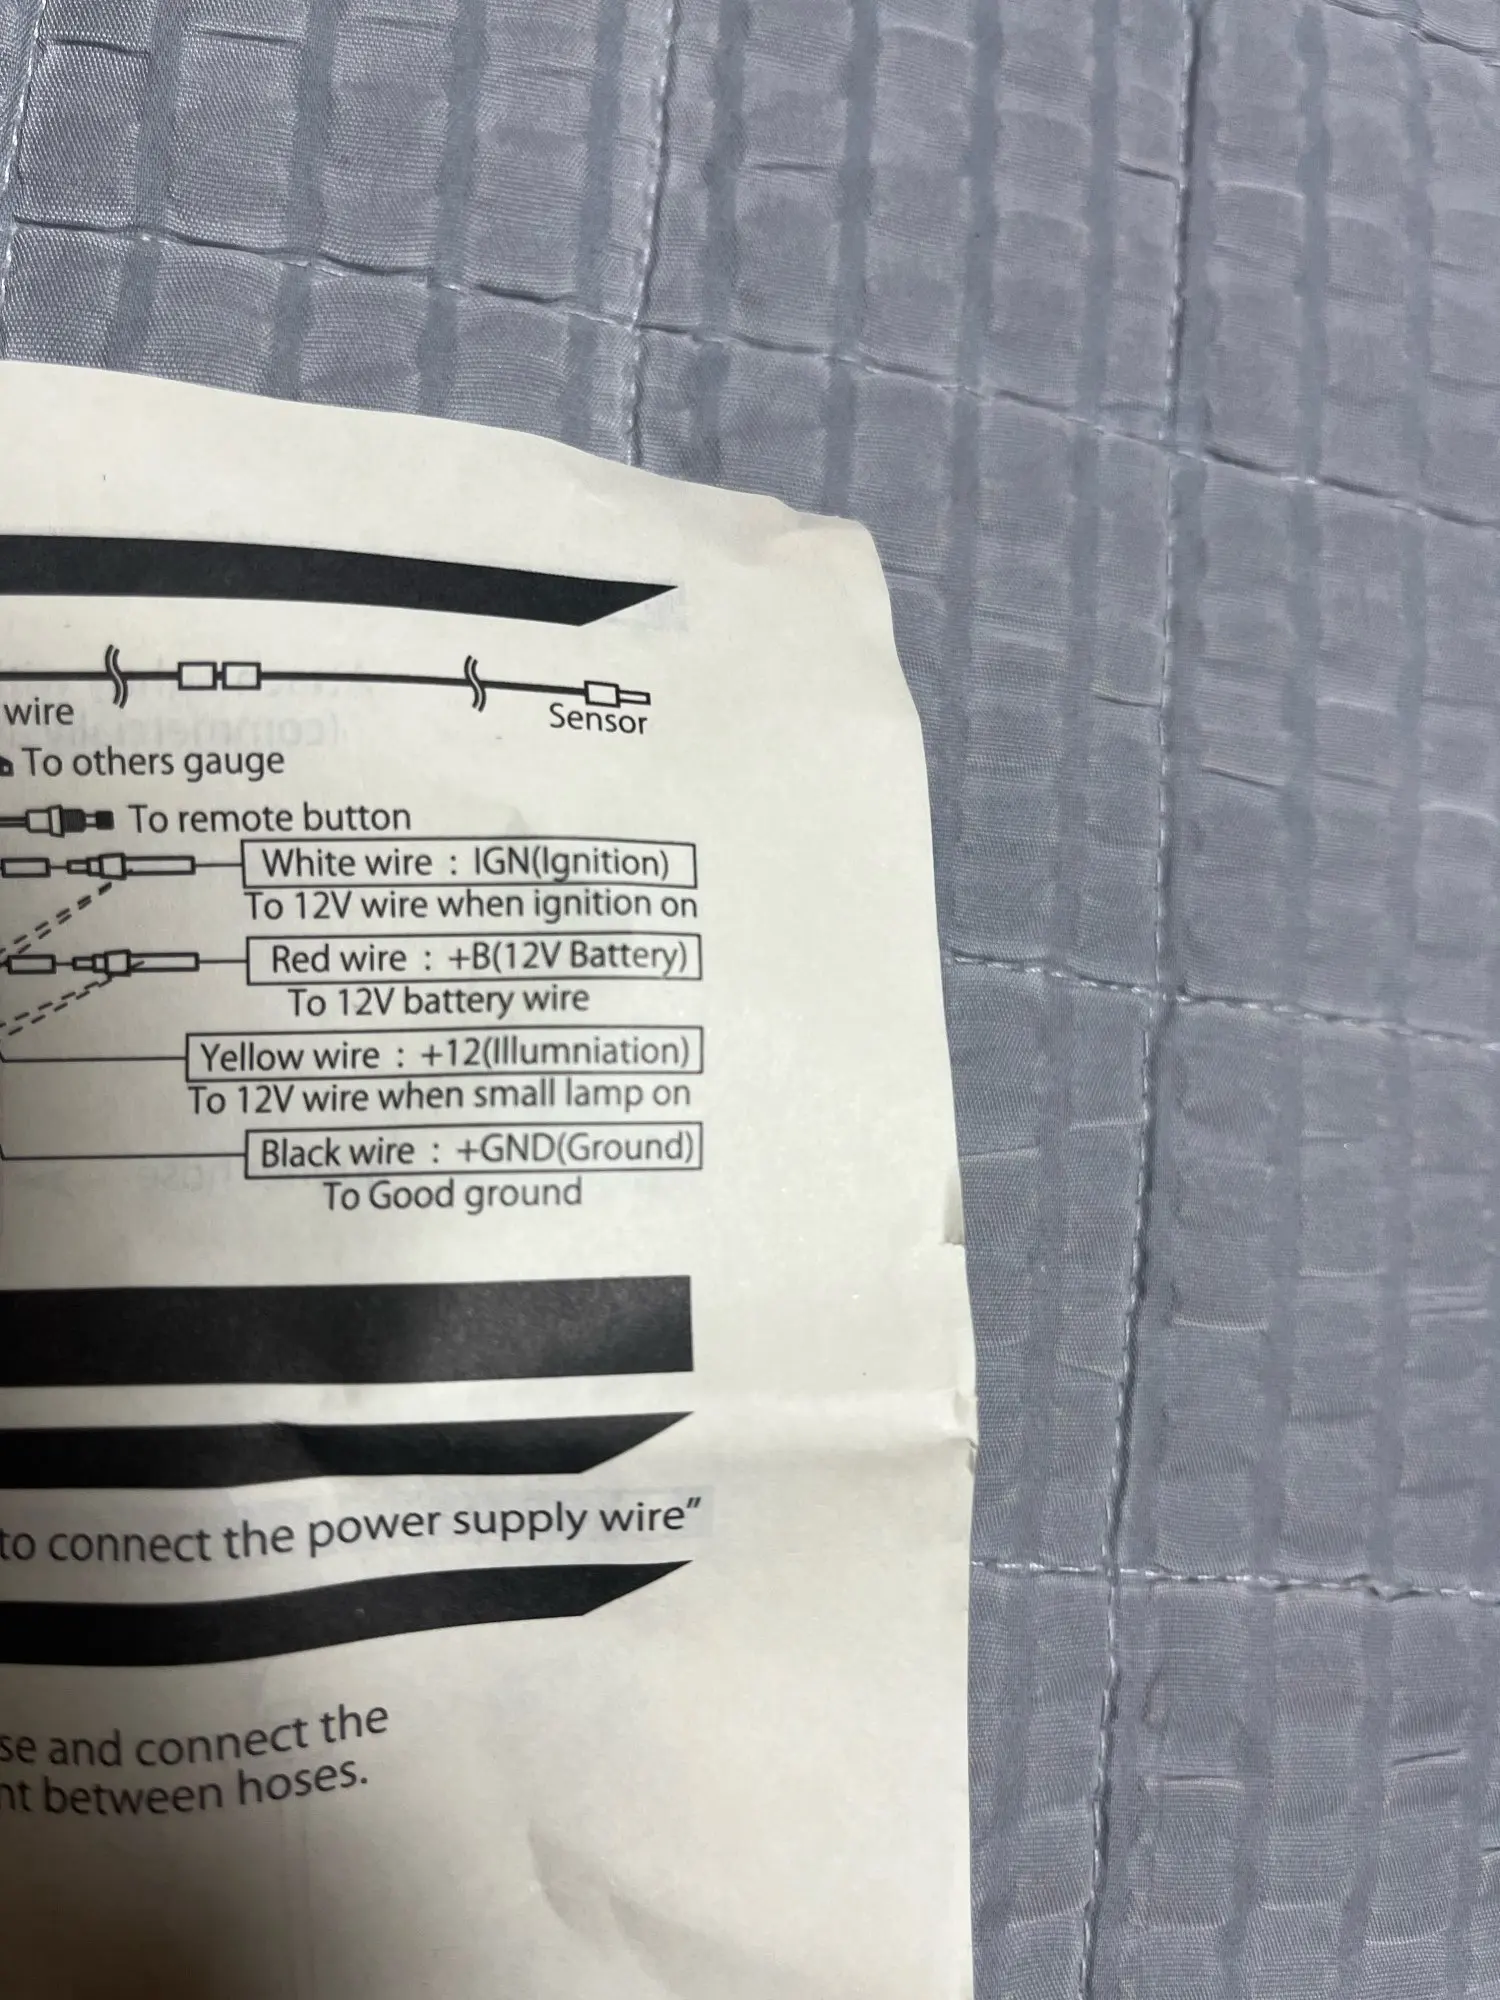 wire
Sensor
To others gauge
To remote button
White wire : IGN(Ignition)
To 12V wire when ignition on
Red wire : +B(12V Battery)
To 12V battery wire
Yellow wire : +12(Illumniation)
To 12V wire when small lamp on
Black wire : +GND(Ground)
To Good ground
to connect the power supply wire”
and connect the
between hoses.